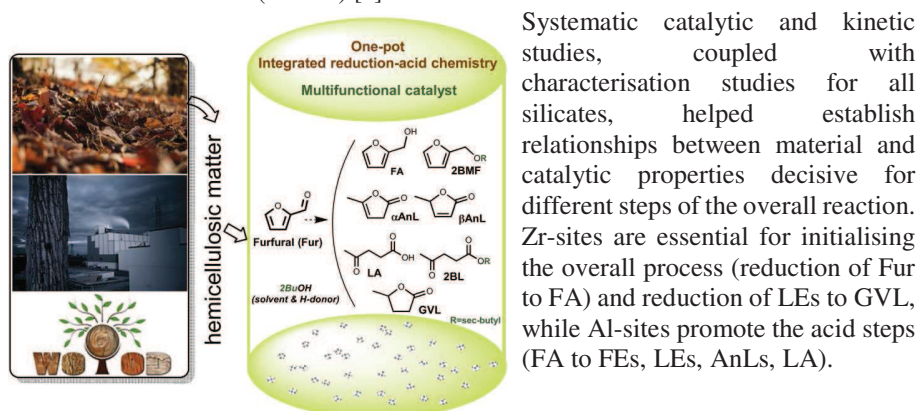 One-pot
Integrated reduction-acid chemistry
Multifunctional catalyst
hemicellulosic matter
OH
FA
OR
2BMF
O
αAnL
O
βAnL
Furfural (Fur)
OH
LA
OR
2BL
GVL
2BuOH
(solvent & H-donor)
R=sec-butyl
WOOD
Systematic catalytic and kinetic
studies, coupled with
characterisation studies for all
silicates, helped establish
relationships between material and
catalytic properties decisive for
different steps of the overall reaction.
Zr-sites are essential for initialising
the overall process (reduction of Fur
to FA) and reduction of LEs to GVL,
while Al-sites promote the acid steps
(FA to FEs, LEs, AnLs, LA).